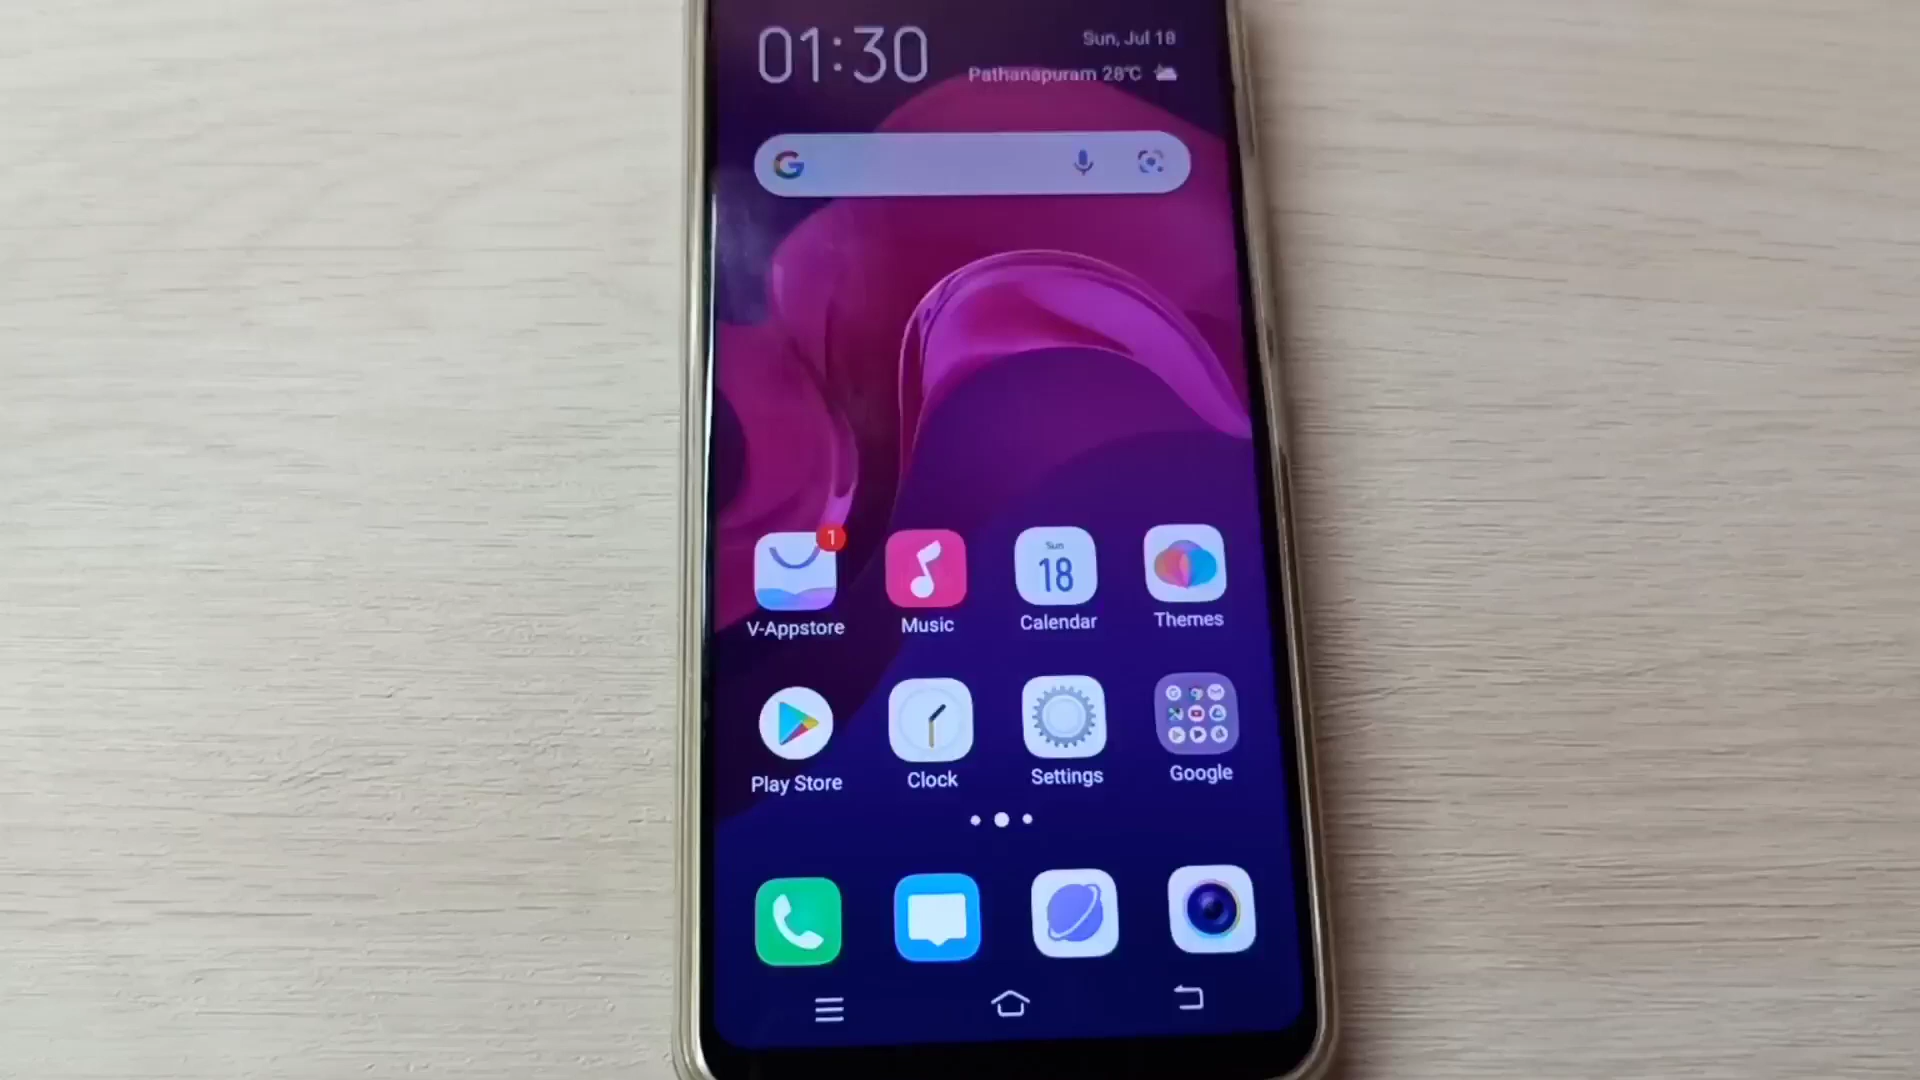 01:30
Sun, Jul 18
Pathanapuram 28°C
G
1
Sun
18
V-Appstore
Music
Calendar
Themes
Play Store
Clock
Settings
Google